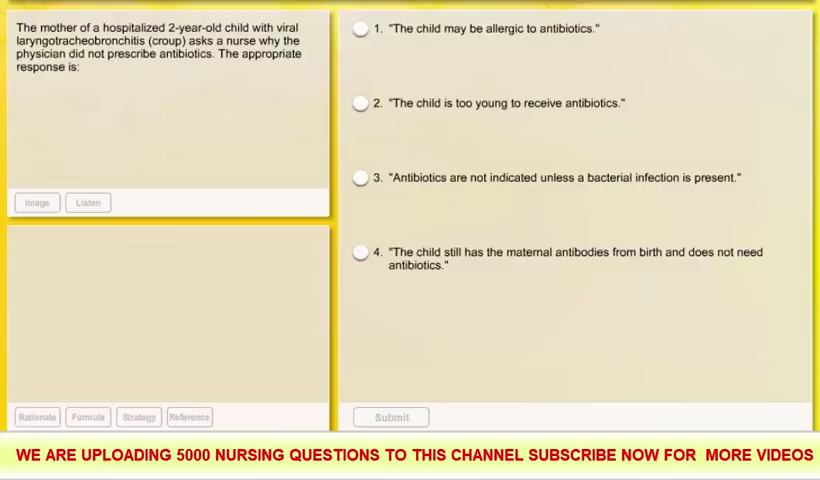 The mother of a hospitalized 2-year-old child with viral
laryngotracheobronchitis (croup) asks a nurse why the
physician did not prescribe antibiotics. The appropriate
response is:
Image Listen
1. "The child may be allergic to antibiotics."
2. "The child is too young to receive antibiotics."
3. "Antibiotics are not indicated unless a bacterial infection is present."
4. "The child still has the maternal antibodies from birth and does not need
antibiotics."
Rationale Formula Strategy Reference
Submit
WE ARE UPLOADING 5000 NURSING QUESTIONS TO THIS CHANNEL SUBSCRIBE NOW FOR MORE VIDEOS